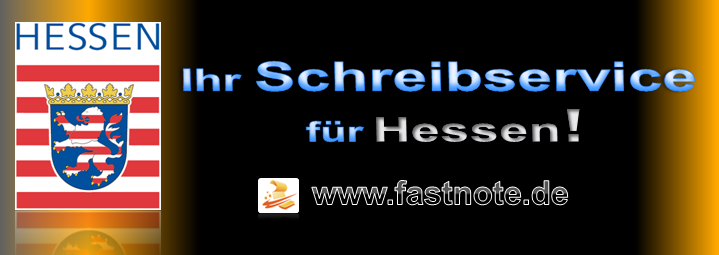 HESSEN
Ihr Schreibservice
für Hessen!
www.fastnote.de